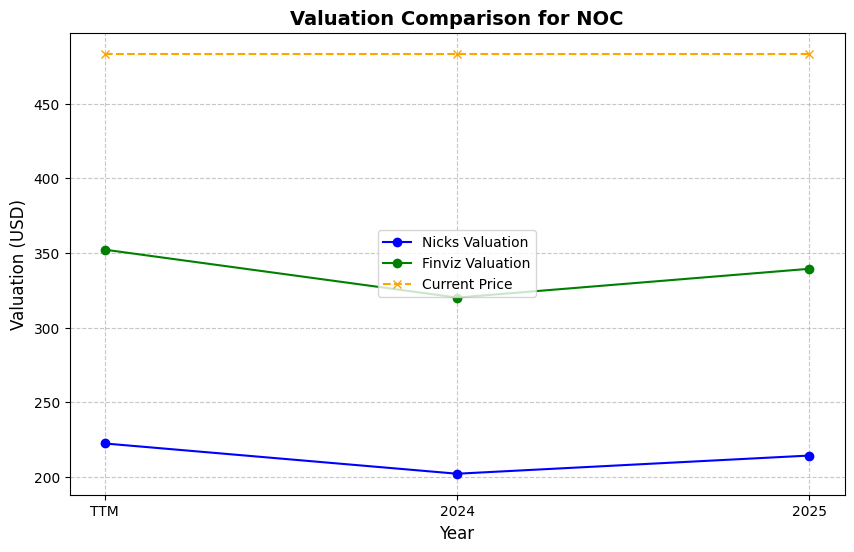 Valuation Comparison for NOC
Valuation (USD)
450
400
350
300
250
200
Nicks Valuation
Finviz Valuation
Current Price
TTM
2024
2025
Year